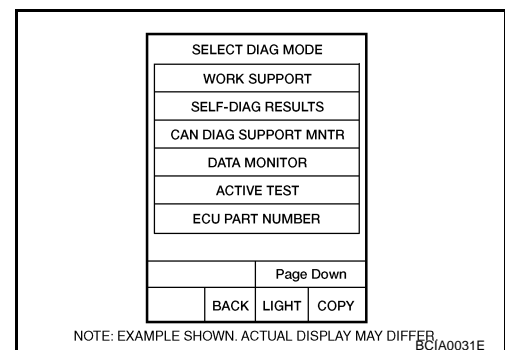 SELECT DIAG MODE
WORK SUPPORT
SELF-DIAG RESULTS
CAN DIAG SUPPORT MNTR
DATA MONITOR
ACTIVE TEST
ECU PART NUMBER
Page Down
BACK LIGHT COPY
NOTE: EXAMPLE SHOWN. ACTUAL DISPLAY MAY DIFFER
BCIA0031E